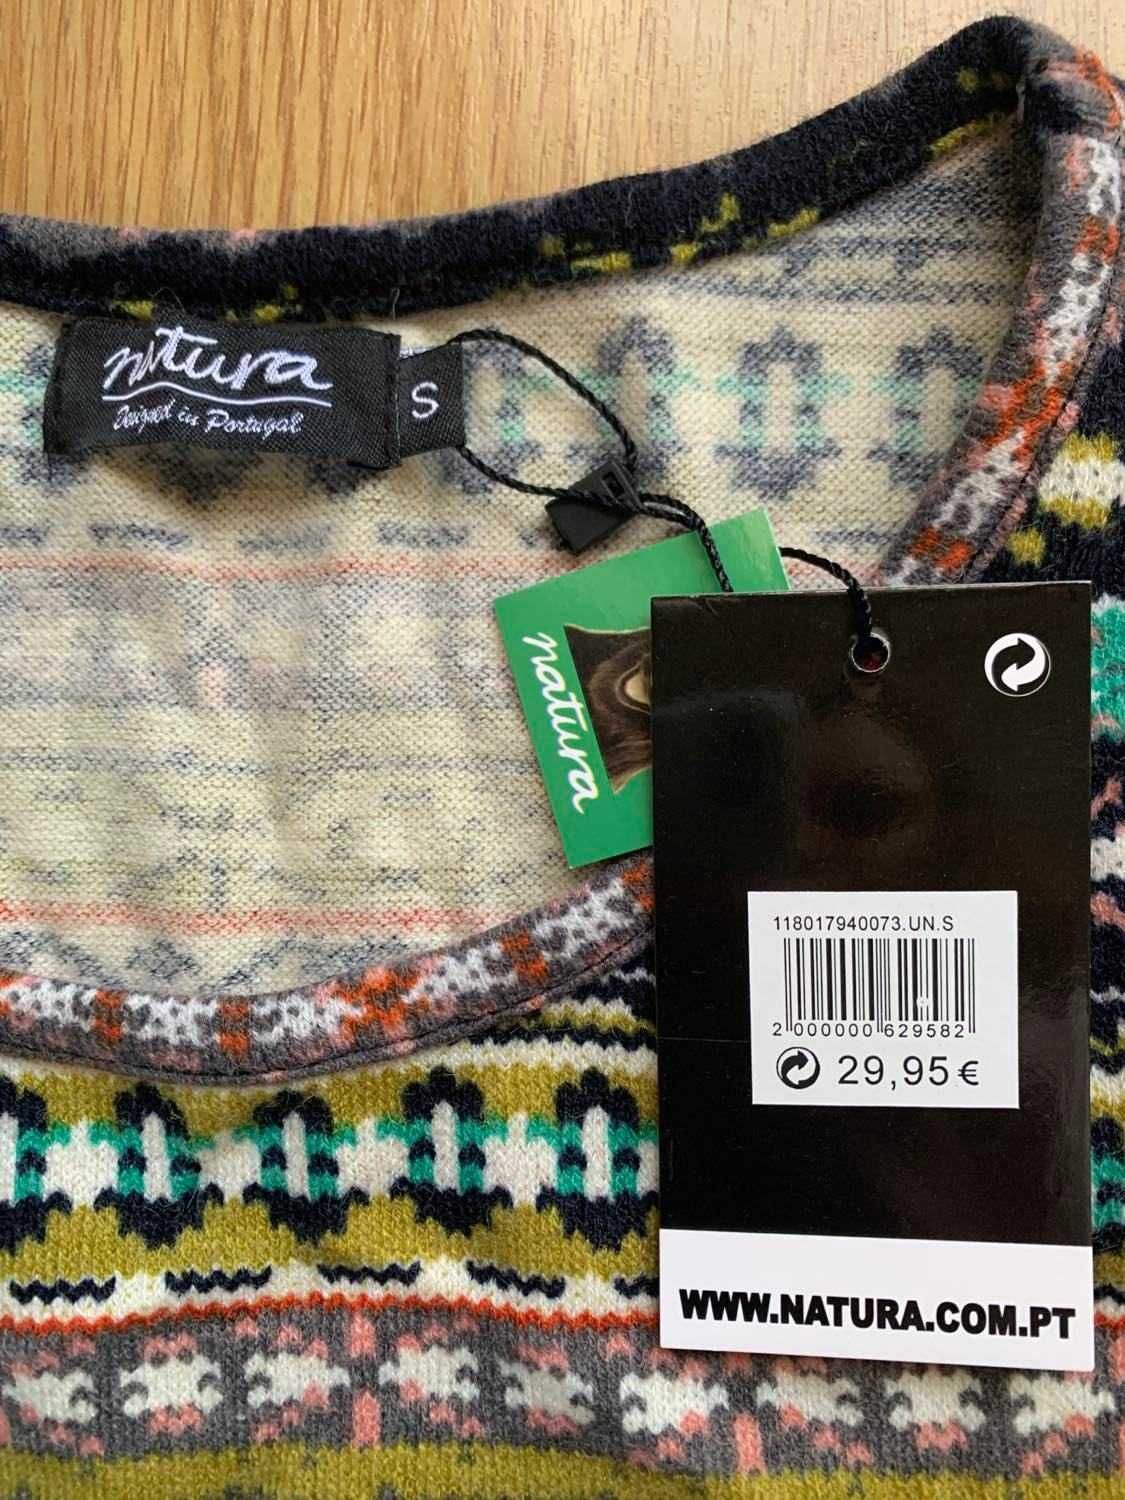 natura
Designed in Portugal
S
natura
118017940073.UN.S
2 000000 629582
29,95€
WWW.NATURA.COM.PT